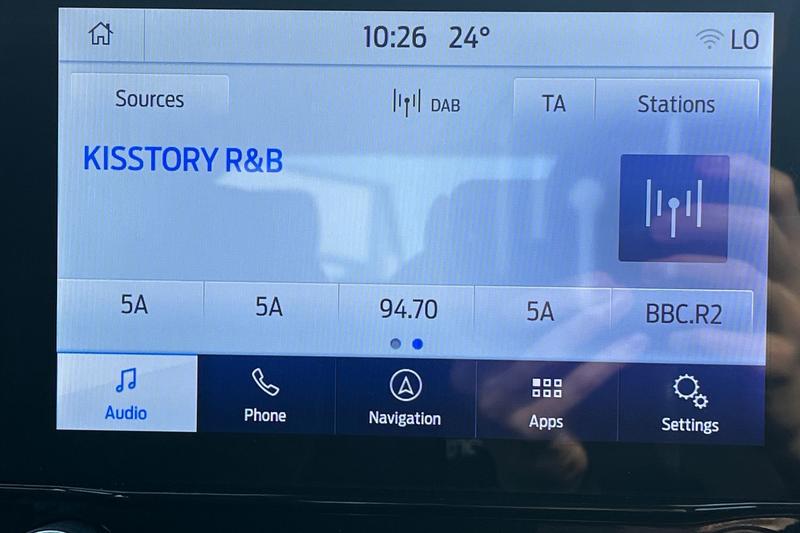 10:26 24° LO
Sources DAB TA Stations
KISSTORY R&B
5A 5A 94.70 5A BBC.R2
Audio Phone Navigation Apps Settings